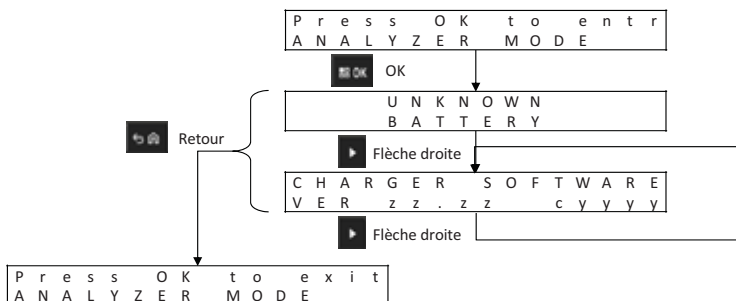 Press OK to entr
ANALYZER MODE
OK OK
UNKNOWN
BATTERY
Retour
Flèche droite
CHARGER SOFTWARE
VER zz.zz cyyyy
Flèche droite
Press OK to exit
ANALYZER MODE